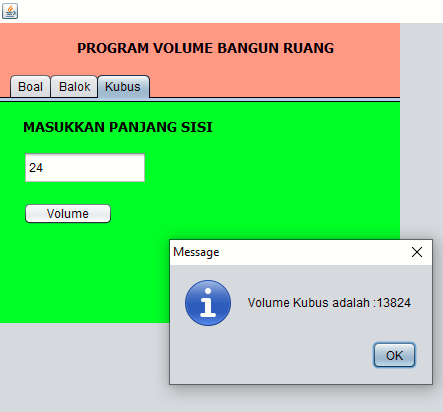 PROGRAM VOLUME BANGUN RUANG
Boal Balok Kubus
MASUKKAN PANJANG SISI
24
Volume
Message
Volume Kubus adalah :13824
OK